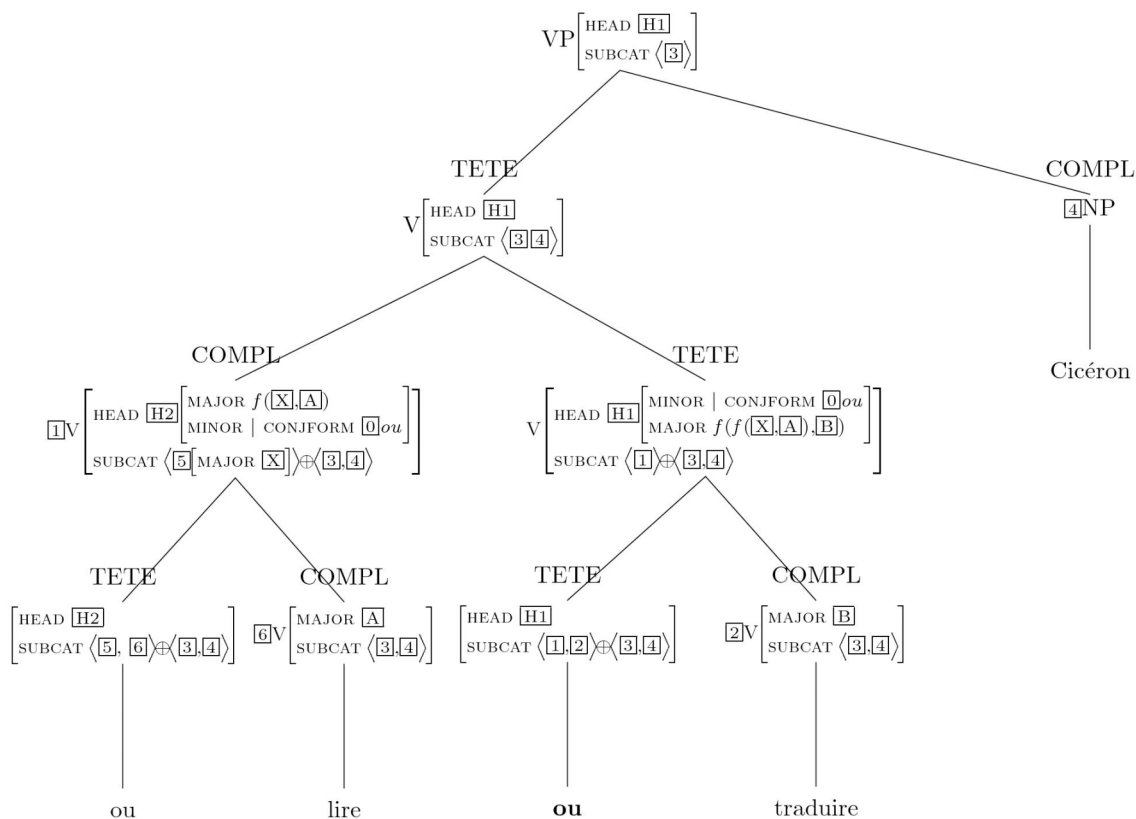 VP[HEAD [H1]
SUBCAT ⟨[3]⟩]
TETE COMPL
V[HEAD [H1] [4]NP
SUBCAT ⟨[3][4]⟩]
COMPL TETE
Cicéron
[1]V[HEAD [H2][MAJOR f([X],[A]) V[HEAD [H1][MINOR | CONJFORM [0]ou
MINOR | CONJFORM [0]ou] MAJOR f(f([X],[A]),[B])]
SUBCAT ⟨[5][MAJOR [X]]⟩⊕⟨[3],[4]⟩] SUBCAT ⟨[1]⟩⊕⟨[3],[4]⟩]
TETE COMPL TETE COMPL
[HEAD [H2] [6]V[MAJOR [A] [HEAD [H1] [2]V[MAJOR [B]
SUBCAT ⟨[5], [6]⟩⊕⟨[3],[4]⟩] SUBCAT ⟨[3],[4]⟩] SUBCAT ⟨[1],[2]⟩⊕⟨[3],[4]⟩] SUBCAT ⟨[3],[4]⟩]
ou lire ou traduire